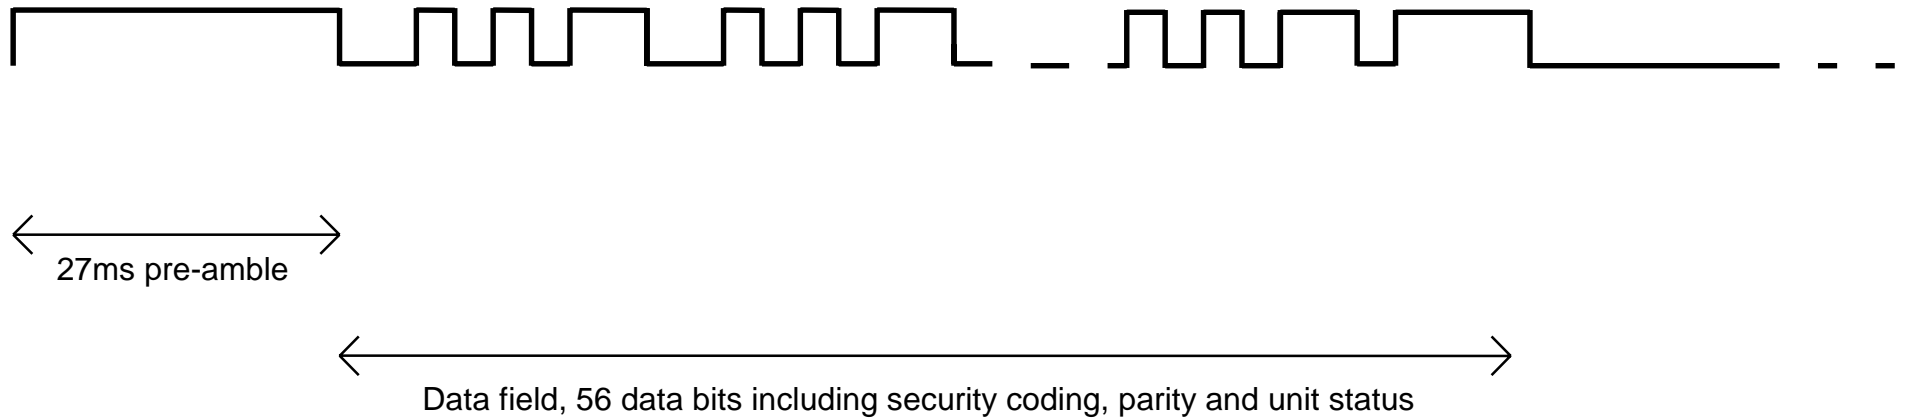 27ms pre-amble
Data field, 56 data bits including security coding, parity and unit status